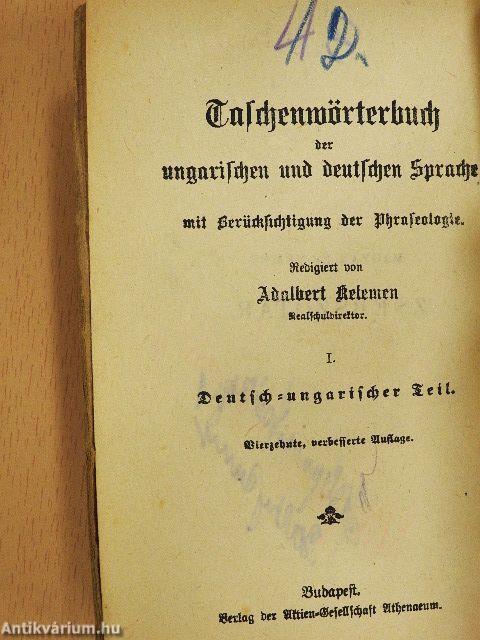 42.
Taschenwörterbuch
der
ungarischen und deutschen Sprache
mit Berücksichtigung der Phraseologie.
Redigiert von
Adalbert Kelemen
Realschuldirektor.
I.
Deutsch-ungarischer Teil.
Vierzehnte, verbesserte Auflage.
Budapest.
Verlag der Aktien-Gesellschaft Athenaeum.
Antikvárium.hu